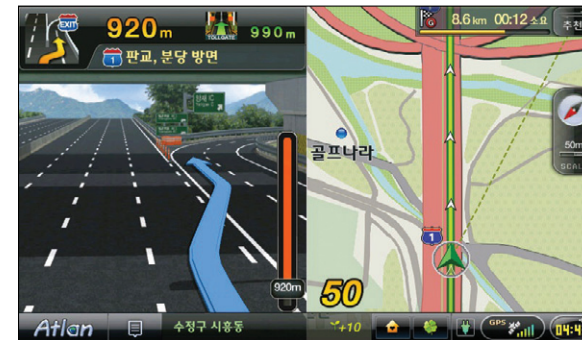 EXIT
920m
TOLLGATE
990m
1 판교, 분당 방면
920m
Atlan
수정구 시흥동
8.6 km 00:12 소요
추천
골프나라
50m
SCAL
1
50
+10
GPS
04:4